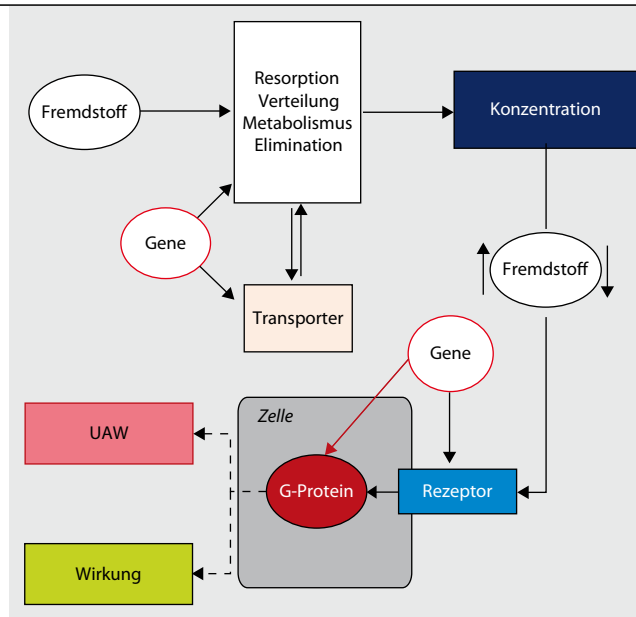 Fremdstoff
Resorption
Verteilung
Metabolismus
Elimination
Konzentration
Gene
Transporter
Fremdstoff
Gene
Zelle
UAW
G-Protein
Rezeptor
Wirkung